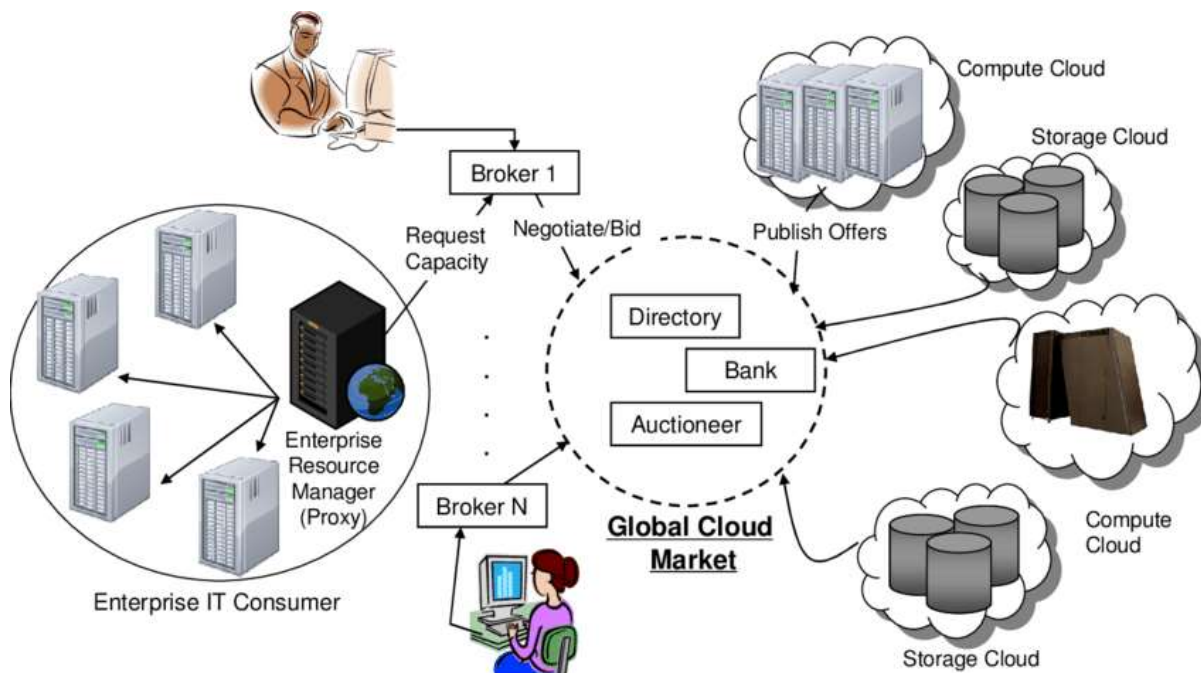 Compute Cloud
Storage Cloud
Broker 1
Request
Capacity
Negotiate/Bid
Publish Offers
Directory
Bank
Auctioneer
Enterprise
Resource
Manager
(Proxy)
Broker N
Global Cloud
Market
Compute
Cloud
Enterprise IT Consumer
Storage Cloud